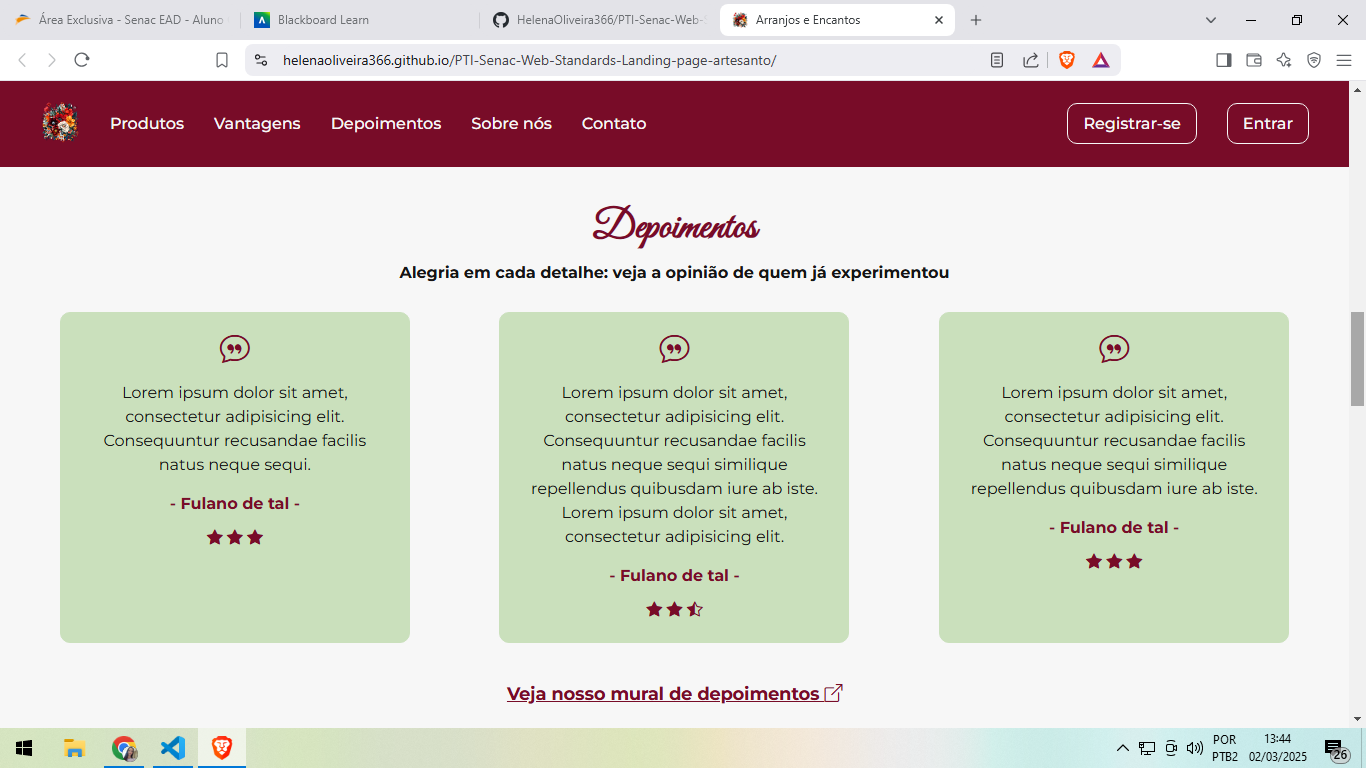 Área Exclusiva - Senac EAD - Aluno
Blackboard Learn
HelenaOliveira366/PTI-Senac-Web-S
Arranjos e Encantos
helenaoliveira366.github.io/PTI-Senac-Web-Standards-Landing-page-artesanto/
Produtos
Vantagens
Depoimentos
Sobre nós
Contato
Registrar-se
Entrar
Depoimentos
Alegria em cada detalhe: veja a opinião de quem já experimentou
Lorem ipsum dolor sit amet,
consectetur adipisicing elit.
Consequuntur recusandae facilis
natus neque sequi.
- Fulano de tal -
Lorem ipsum dolor sit amet,
consectetur adipisicing elit.
Consequuntur recusandae facilis
natus neque sequi similique
repellendus quibusdam iure ab iste.
Lorem ipsum dolor sit amet,
consectetur adipisicing elit.
- Fulano de tal -
Lorem ipsum dolor sit amet,
consectetur adipisicing elit.
Consequuntur recusandae facilis
natus neque sequi similique
repellendus quibusdam iure ab iste.
- Fulano de tal -
Veja nosso mural de depoimentos
POR
PTB2
13:44
02/03/2025
26